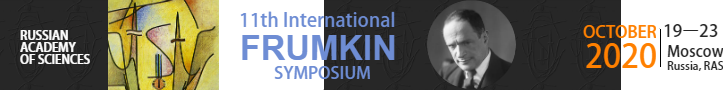 RUSSIAN
ACADEMY
OF SCIENCES
11th International
FRUMKIN
SYMPOSIUM
OCTOBER
2020
19—23
Moscow
Russia, RAS